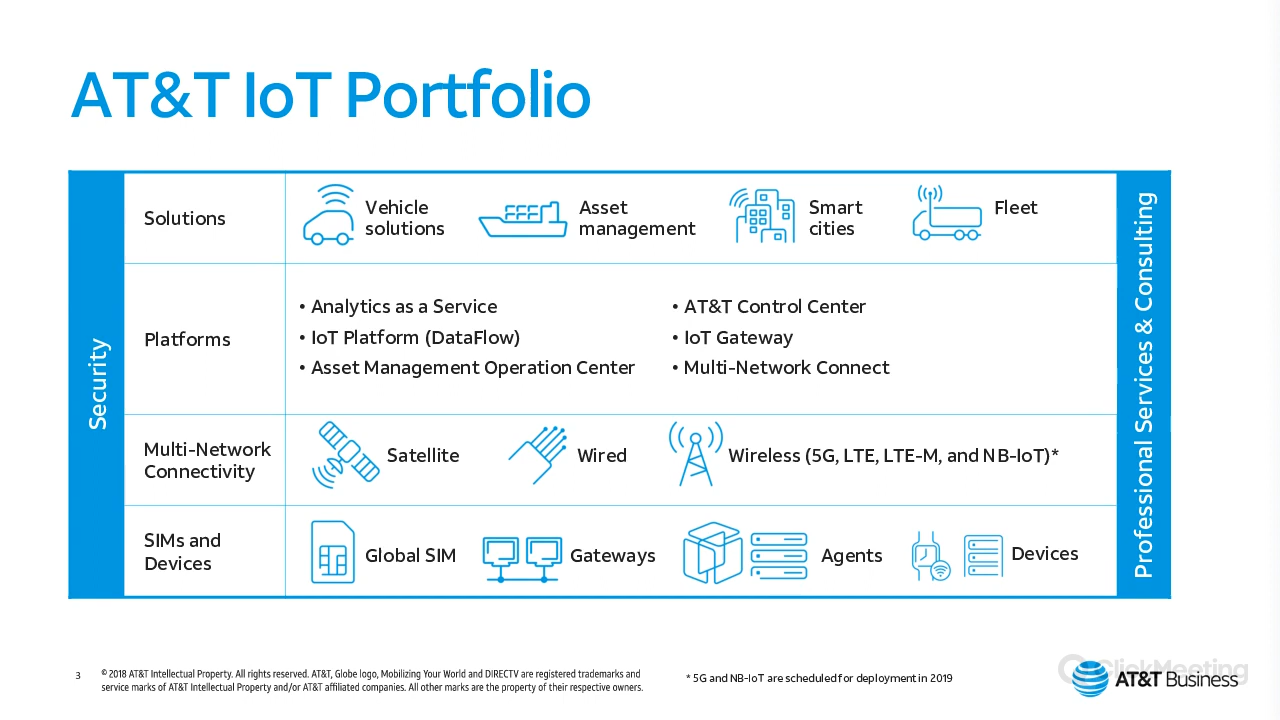 AT&T IoT Portfolio
Security
Solutions
Vehicle
solutions
Asset
management
Smart
cities
Fleet
Platforms
• Analytics as a Service
• IoT Platform (DataFlow)
• Asset Management Operation Center
• AT&T Control Center
• IoT Gateway
• Multi-Network Connect
Multi-Network
Connectivity
Satellite
Wired
Wireless (5G, LTE, LTE-M, and NB-IoT)*
SIMs and
Devices
Global SIM
Gateways
Agents
Devices
Professional Services & Consulting
3
© 2018 AT&T Intellectual Property. All rights reserved. AT&T, Globe logo, Mobilizing Your World and DIRECTV are registered trademarks and
service marks of AT&T Intellectual Property and/or AT&T affiliated companies. All other marks are the property of their respective owners.
* 5G and NB-IoT are scheduled for deployment in 2019
ClickMeeting
AT&T Business